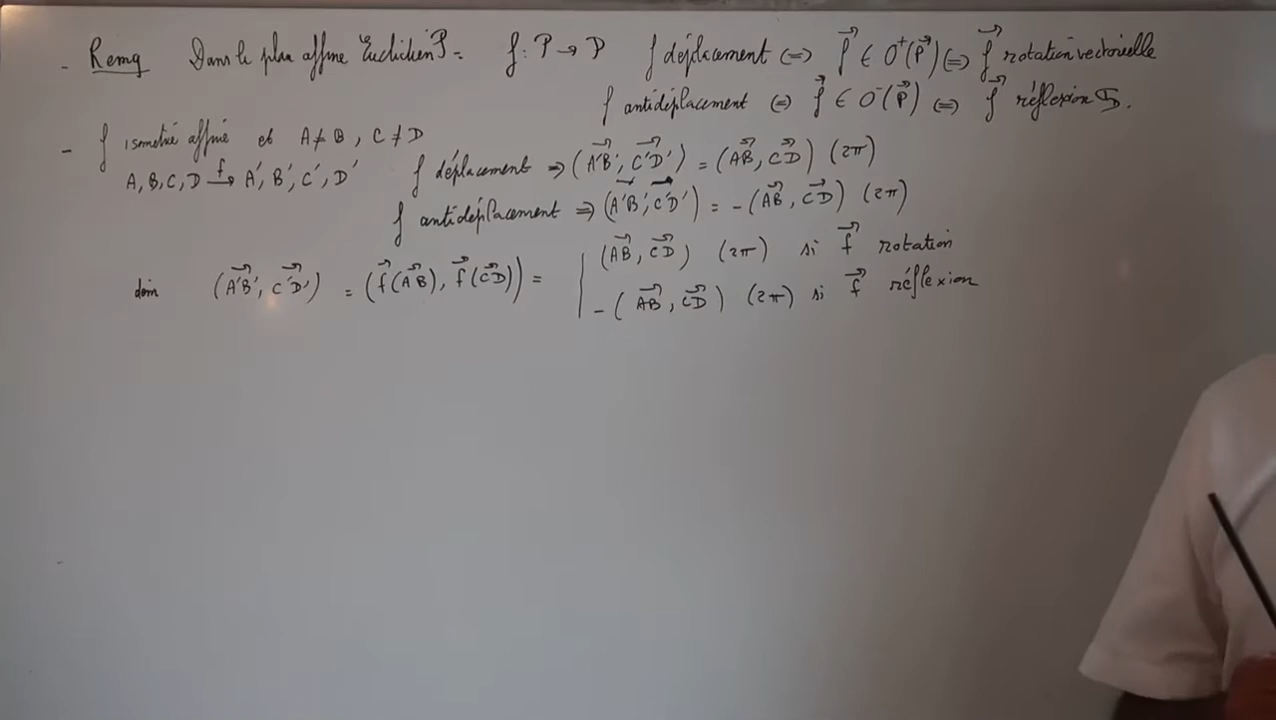 - Remq Dans le plan affine Euclidien P = f : P → P f déplacement ⟺ f⃗ ∈ O⁺(P⃗) ⟺ f⃗ rotation vectorielle
f antidéplacement ⟺ f⃗ ∈ O⁻(P⃗) ⟺ f⃗ réflexion
- f isométrie affine et A ≠ B, C ≠ D
A, B, C, D →f A', B', C', D' f déplacement ⇒ (A'B'⃗, C'D'⃗) = (AB⃗, CD⃗) (2π)
f antidéplacement ⇒ (A'B'⃗, C'D'⃗) = -(AB⃗, CD⃗) (2π)
dém (A'B'⃗, C'D'⃗) = (f⃗(AB⃗), f⃗(CD⃗)) = | (AB⃗, CD⃗) (2π) si f⃗ rotation
-(AB⃗, CD⃗) (2π) si f⃗ réflexion